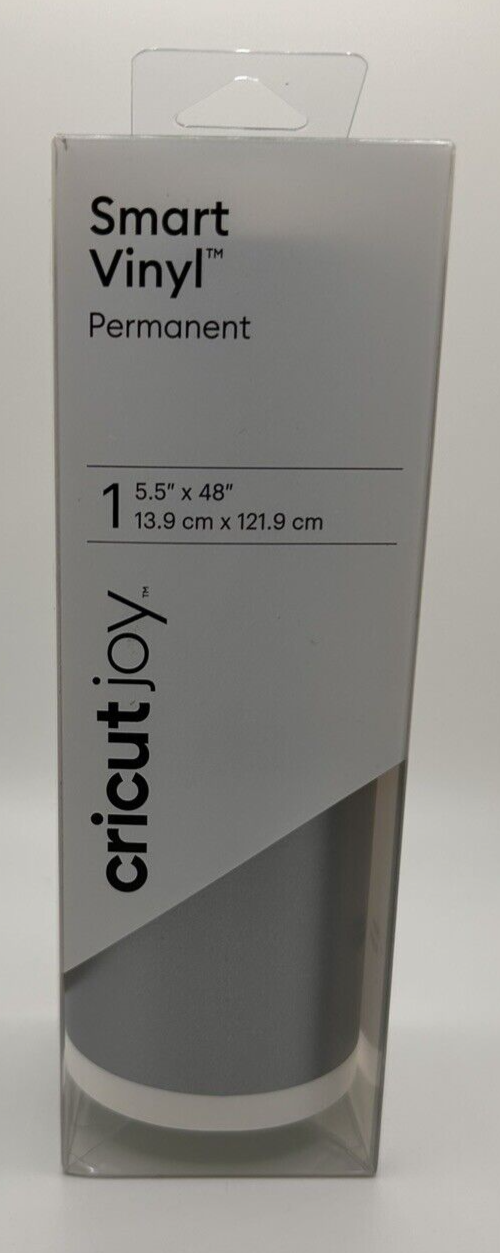 Smart
Vinyl™
Permanent
1 5.5" x 48"
13.9 cm x 121.9 cm
cricut joy™